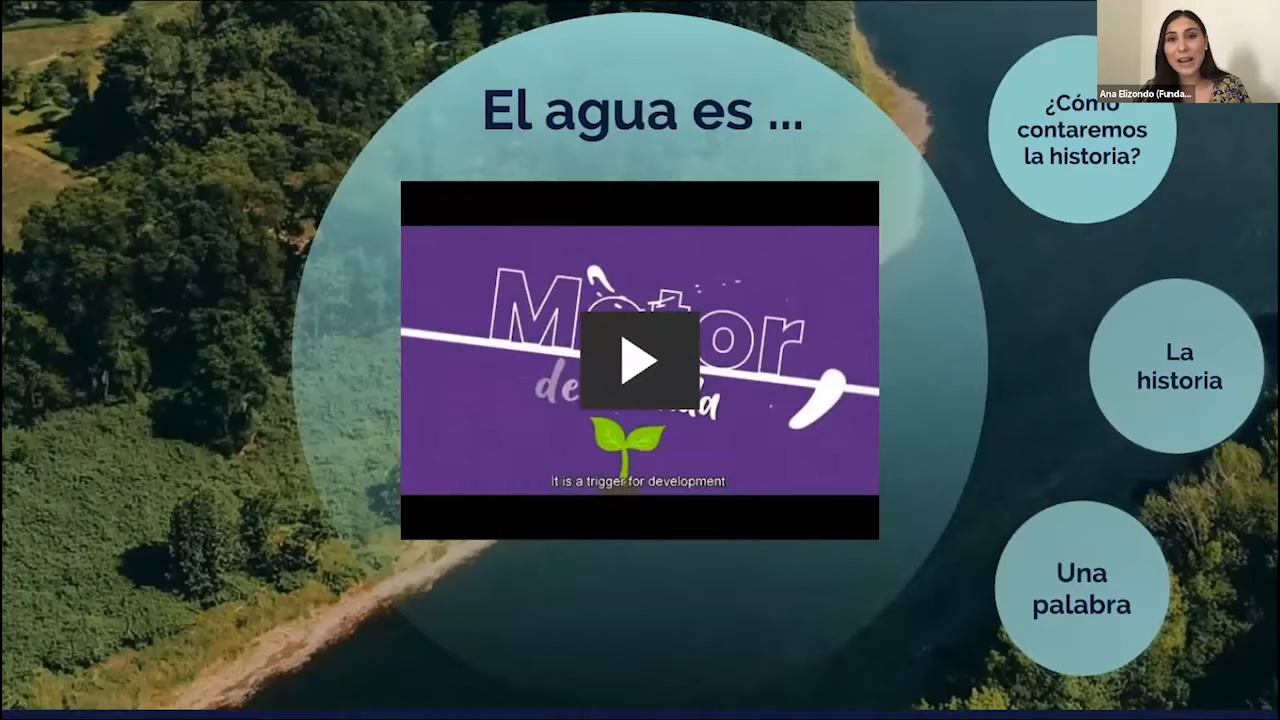 El agua es ...
Motor
de
It is a trigger for development
Ana Elizondo (Funda...
¿Cómo
contaremos
la historia?
La
historia
Una
palabra